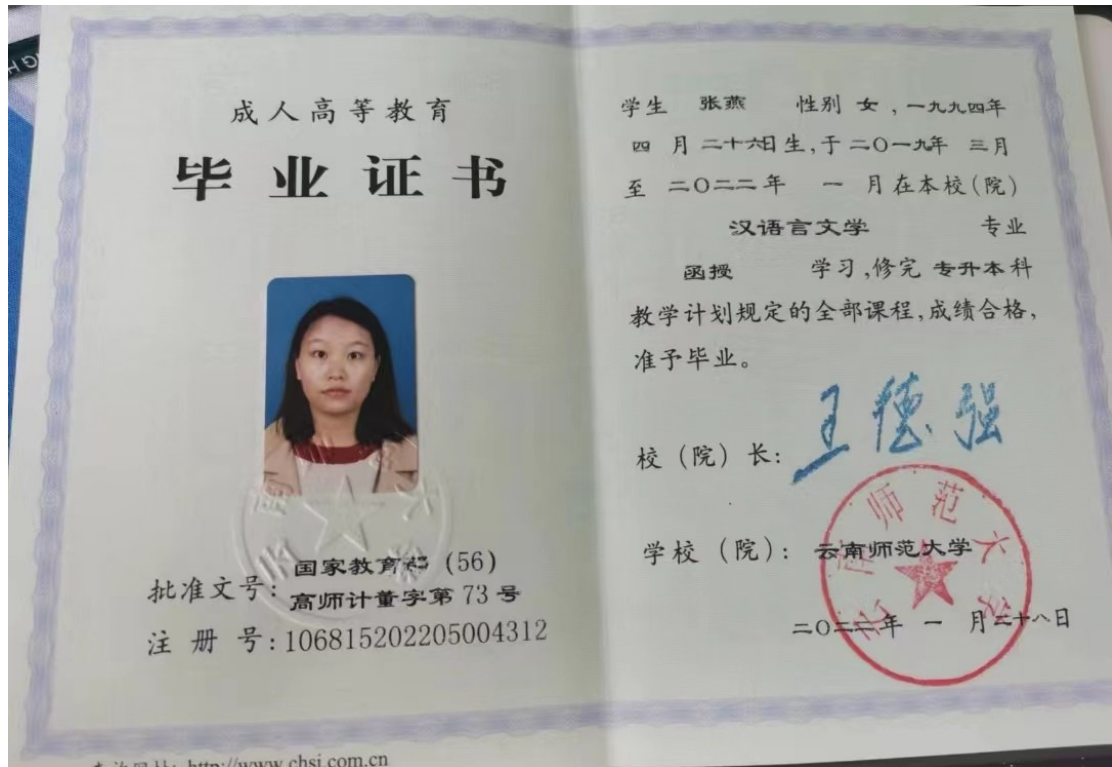 成人高等教育
毕业证书
批准文号：国家教育部 (56)
高师计董字第 73 号
注 册 号：106815202205004312
http://www.chsi.com.cn
学生 张燕 性别 女，一九九四年
四 月 二十六日生，于 二〇一九年 三月
至 二〇二二年 一 月在本校(院)
汉语言文学 专业
函授 学习，修完 专升本科
教学计划规定的全部课程，成绩合格，
准予毕业。
校（院）长：王德强
学校（院）：云南师范大学
二〇二二年 一 月二十八日
云南师范大学